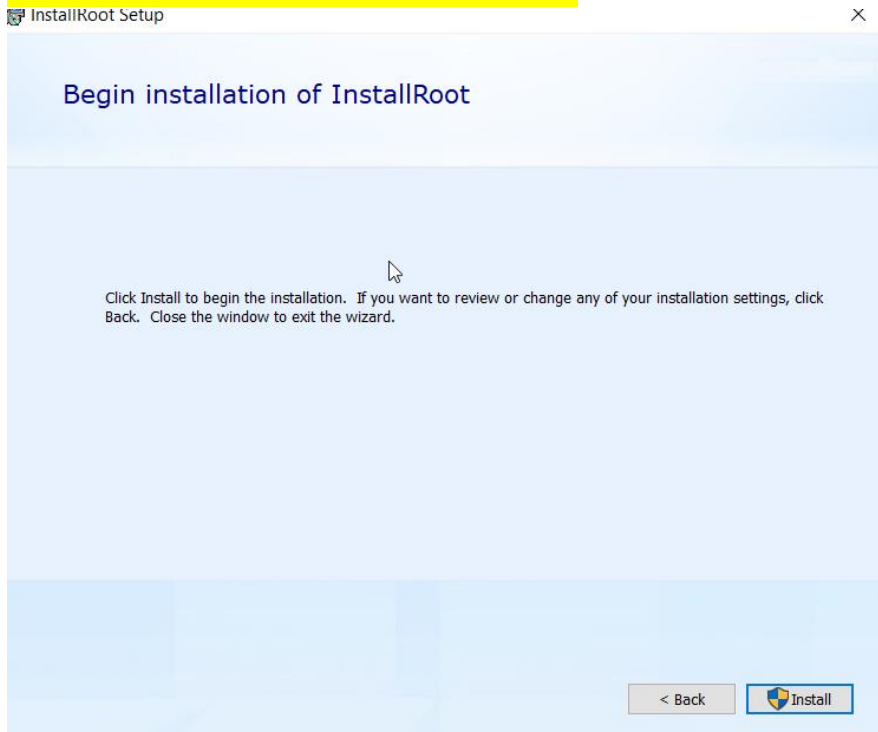 InstallRoot Setup
Begin installation of InstallRoot
Click Install to begin the installation.  If you want to review or change any of your installation settings, click
Back.  Close the window to exit the wizard.
< Back
Install